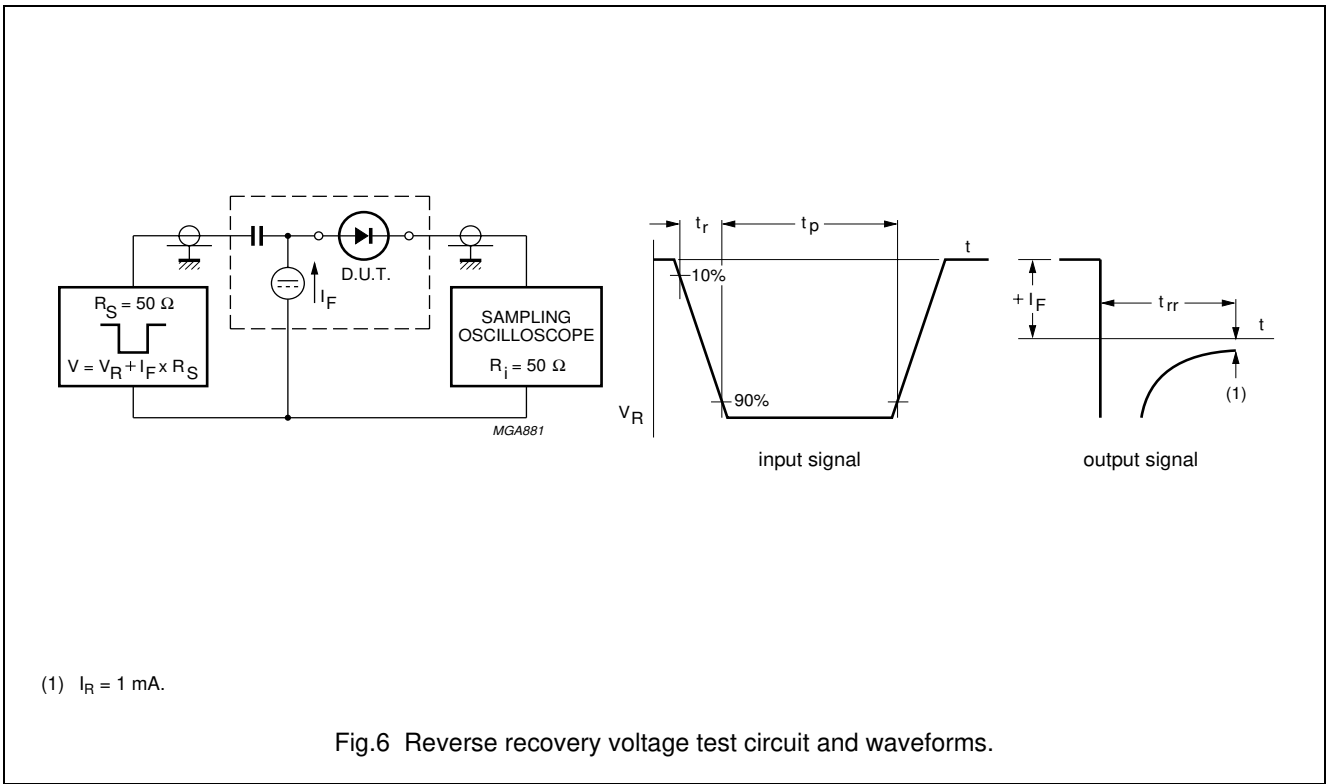 R_S = 50 Ω
V = V_R + I_F x R_S
I_F
D.U.T.
SAMPLING
OSCILLOSCOPE
R_i = 50 Ω
MGA881
t_r
t_p
t
10%
90%
V_R
input signal
+ I_F
t_rr
t
(1)
output signal
(1) I_R = 1 mA.
Fig.6 Reverse recovery voltage test circuit and waveforms.